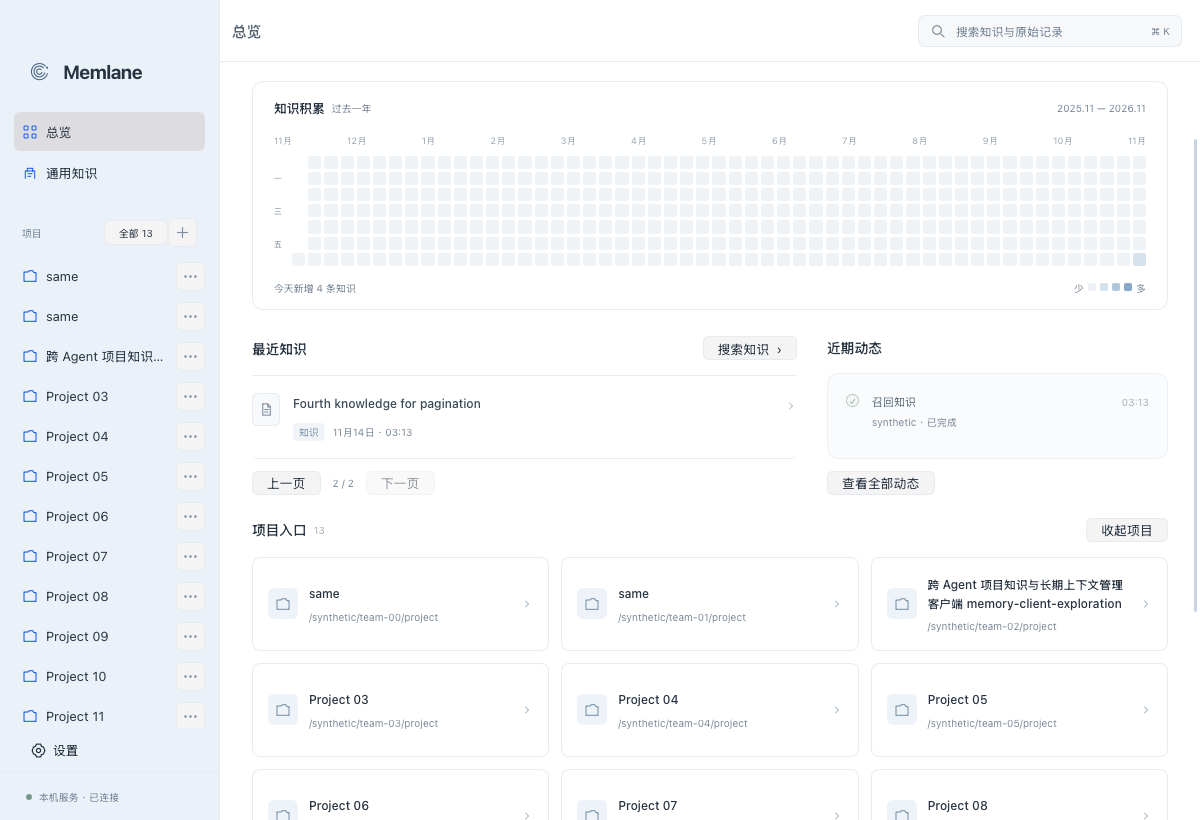 Memlane
总览
通用知识
项目
全部 13
same
same
跨 Agent 项目知识...
Project 03
Project 04
Project 05
Project 06
Project 07
Project 08
Project 09
Project 10
Project 11
设置
本机服务 · 已连接
总览
搜索知识与原始记录
⌘ K
知识积累 过去一年
2025.11 — 2026.11
11月 12月 1月 2月 3月 4月 5月 6月 7月 8月 9月 10月 11月
一
三
五
今天新增 4 条知识
少 多
最近知识
搜索知识 ›
Fourth knowledge for pagination
知识 11月14日 · 03:13
上一页 2 / 2 下一页
近期动态
召回知识 03:13
synthetic · 已完成
查看全部动态
项目入口 13
收起项目
same
/synthetic/team-00/project
same
/synthetic/team-01/project
跨 Agent 项目知识与长期上下文管理
客户端 memory-client-exploration
/synthetic/team-02/project
Project 03
/synthetic/team-03/project
Project 04
/synthetic/team-04/project
Project 05
/synthetic/team-05/project
Project 06
Project 07
Project 08